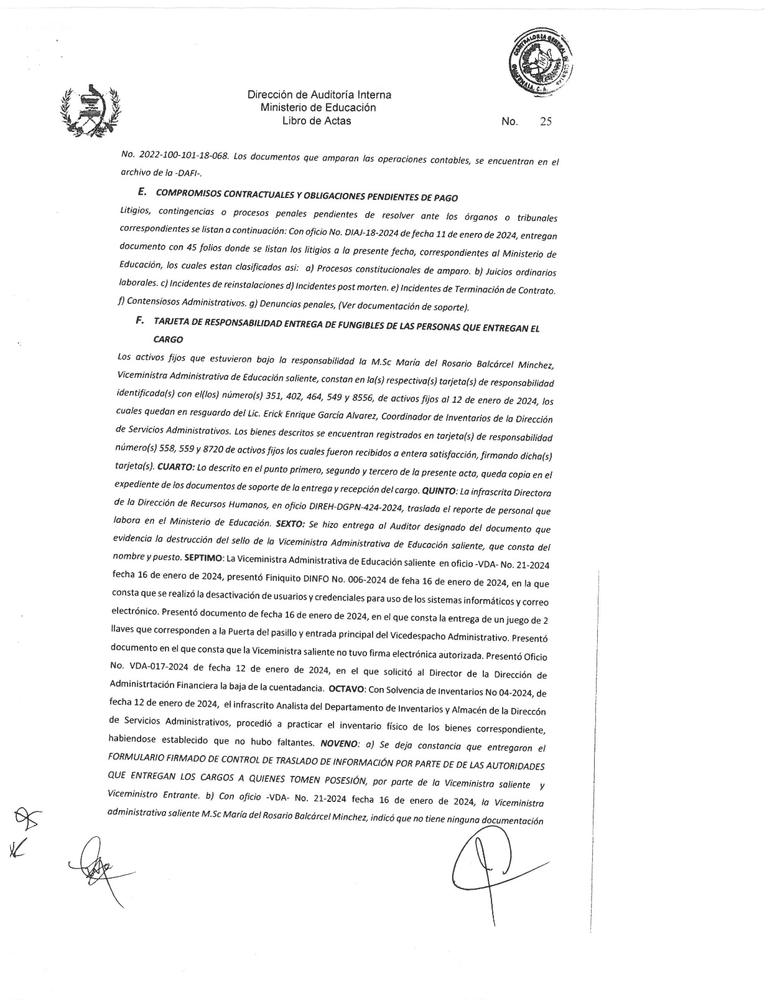 CONTRALORIA GENERAL DE CUENTAS
GUATEMALA, C. A.
Dirección de Auditoría Interna
Ministerio de Educación
Libro de Actas
No. 25
No. 2022-100-101-18-068. Los documentos que amparan las operaciones contables, se encuentran en el
archivo de la -DAFI-.
E. COMPROMISOS CONTRACTUALES Y OBLIGACIONES PENDIENTES DE PAGO
Litigios, contingencias o procesos penales pendientes de resolver ante los órganos o tribunales
correspondientes se listan a continuación: Con oficio No. DIAJ-18-2024 de fecha 11 de enero de 2024, entregan
documento con 45 folios donde se listan los litigios a la presente fecha, correspondientes al Ministerio de
Educación, los cuales estan clasificados asi: a) Procesos constitucionales de amparo. b) Juicios ordinarios
laborales. c) Incidentes de reinstalaciones d) Incidentes post morten. e) Incidentes de Terminación de Contrato.
f) Contensiosos Administrativos. g) Denuncias penales, (Ver documentación de soporte).
F. TARJETA DE RESPONSABILIDAD ENTREGA DE FUNGIBLES DE LAS PERSONAS QUE ENTREGAN EL
CARGO
Los activos fijos que estuvieron bajo la responsabilidad la M.Sc María del Rosario Balcárcel Minchez,
Viceministra Administrativa de Educación saliente, constan en la(s) respectiva(s) tarjeta(s) de responsabilidad
identificada(s) con el(los) número(s) 351, 402, 464, 549 y 8556, de activos fijos al 12 de enero de 2024, los
cuales quedan en resguardo del Lic. Erick Enrique García Alvarez, Coordinador de Inventarios de la Dirección
de Servicios Administrativos. Los bienes descritos se encuentran registrados en tarjeta(s) de responsabilidad
número(s) 558, 559 y 8720 de activos fijos los cuales fueron recibidos a entera satisfacción, firmando dicha(s)
tarjeta(s). CUARTO: Lo descrito en el punto primero, segundo y tercero de la presente acta, queda copia en el
expediente de los documentos de soporte de la entrega y recepción del cargo. QUINTO: La infrascrita Directora
de la Dirección de Recursos Humanos, en oficio DIREH-DGPN-424-2024, traslada el reporte de personal que
labora en el Ministerio de Educación. SEXTO: Se hizo entrega al Auditor designado del documento que
evidencia la destrucción del sello de la Viceministra Administrativa de Educación saliente, que consta del
nombre y puesto. SEPTIMO: La Viceministra Administrativa de Educación saliente en oficio -VDA- No. 21-2024
fecha 16 de enero de 2024, presentó Finiquito DINFO No. 006-2024 de feha 16 de enero de 2024, en la que
consta que se realizó la desactivación de usuarios y credenciales para uso de los sistemas informáticos y correo
electrónico. Presentó documento de fecha 16 de enero de 2024, en el que consta la entrega de un juego de 2
llaves que corresponden a la Puerta del pasillo y entrada principal del Vicedespacho Administrativo. Presentó
documento en el que consta que la Viceministra saliente no tuvo firma electrónica autorizada. Presentó Oficio
No. VDA-017-2024 de fecha 12 de enero de 2024, en el que solicitó al Director de la Dirección de
Administrtación Financiera la baja de la cuentadancia. OCTAVO: Con Solvencia de Inventarios No 04-2024, de
fecha 12 de enero de 2024, el infrascrito Analista del Departamento de Inventarios y Almacén de la Direccón
de Servicios Administrativos, procedió a practicar el inventario físico de los bienes correspondiente,
habiendose establecido que no hubo faltantes. NOVENO: a) Se deja constancia que entregaron el
FORMULARIO FIRMADO DE CONTROL DE TRASLADO DE INFORMACIÓN POR PARTE DE DE LAS AUTORIDADES
QUE ENTREGAN LOS CARGOS A QUIENES TOMEN POSESIÓN, por parte de la Viceministra saliente y
Viceministro Entrante. b) Con oficio -VDA- No. 21-2024 fecha 16 de enero de 2024, la Viceministra
administrativa saliente M.Sc María del Rosario Balcárcel Minchez, indicó que no tiene ninguna documentación